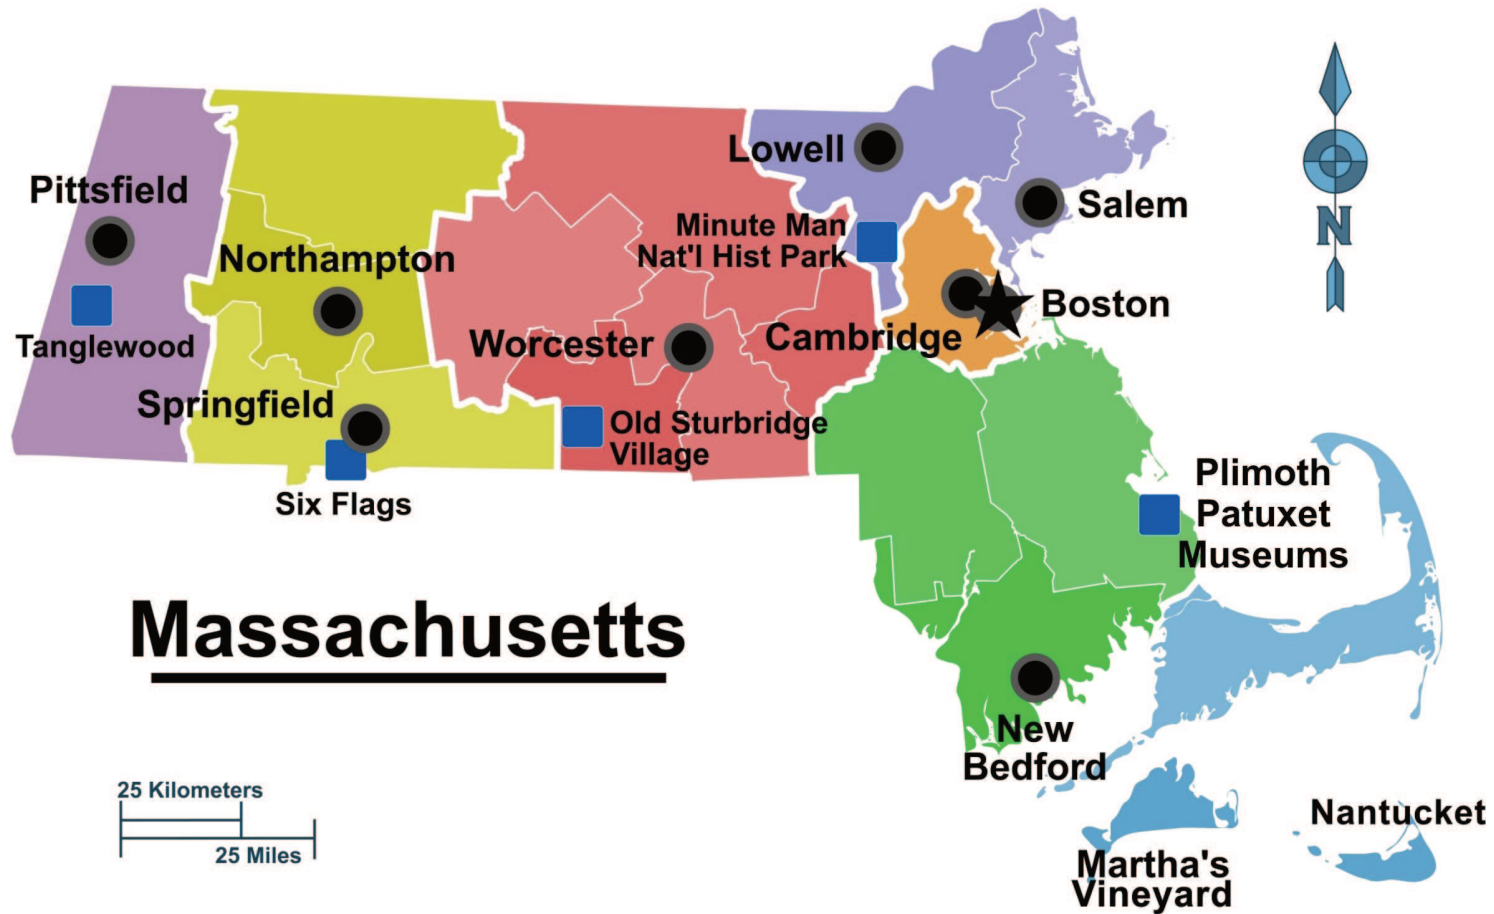 Lowell
Pittsfield
Salem
Minute Man
Nat'l Hist Park
Northampton
Boston
Tanglewood
Worcester
Cambridge
Springfield
Old Sturbridge
Village
Six Flags
Plimoth
Patuxet
Museums
N
Massachusetts
New
Bedford
25 Kilometers
25 Miles
Nantucket
Martha's
Vineyard